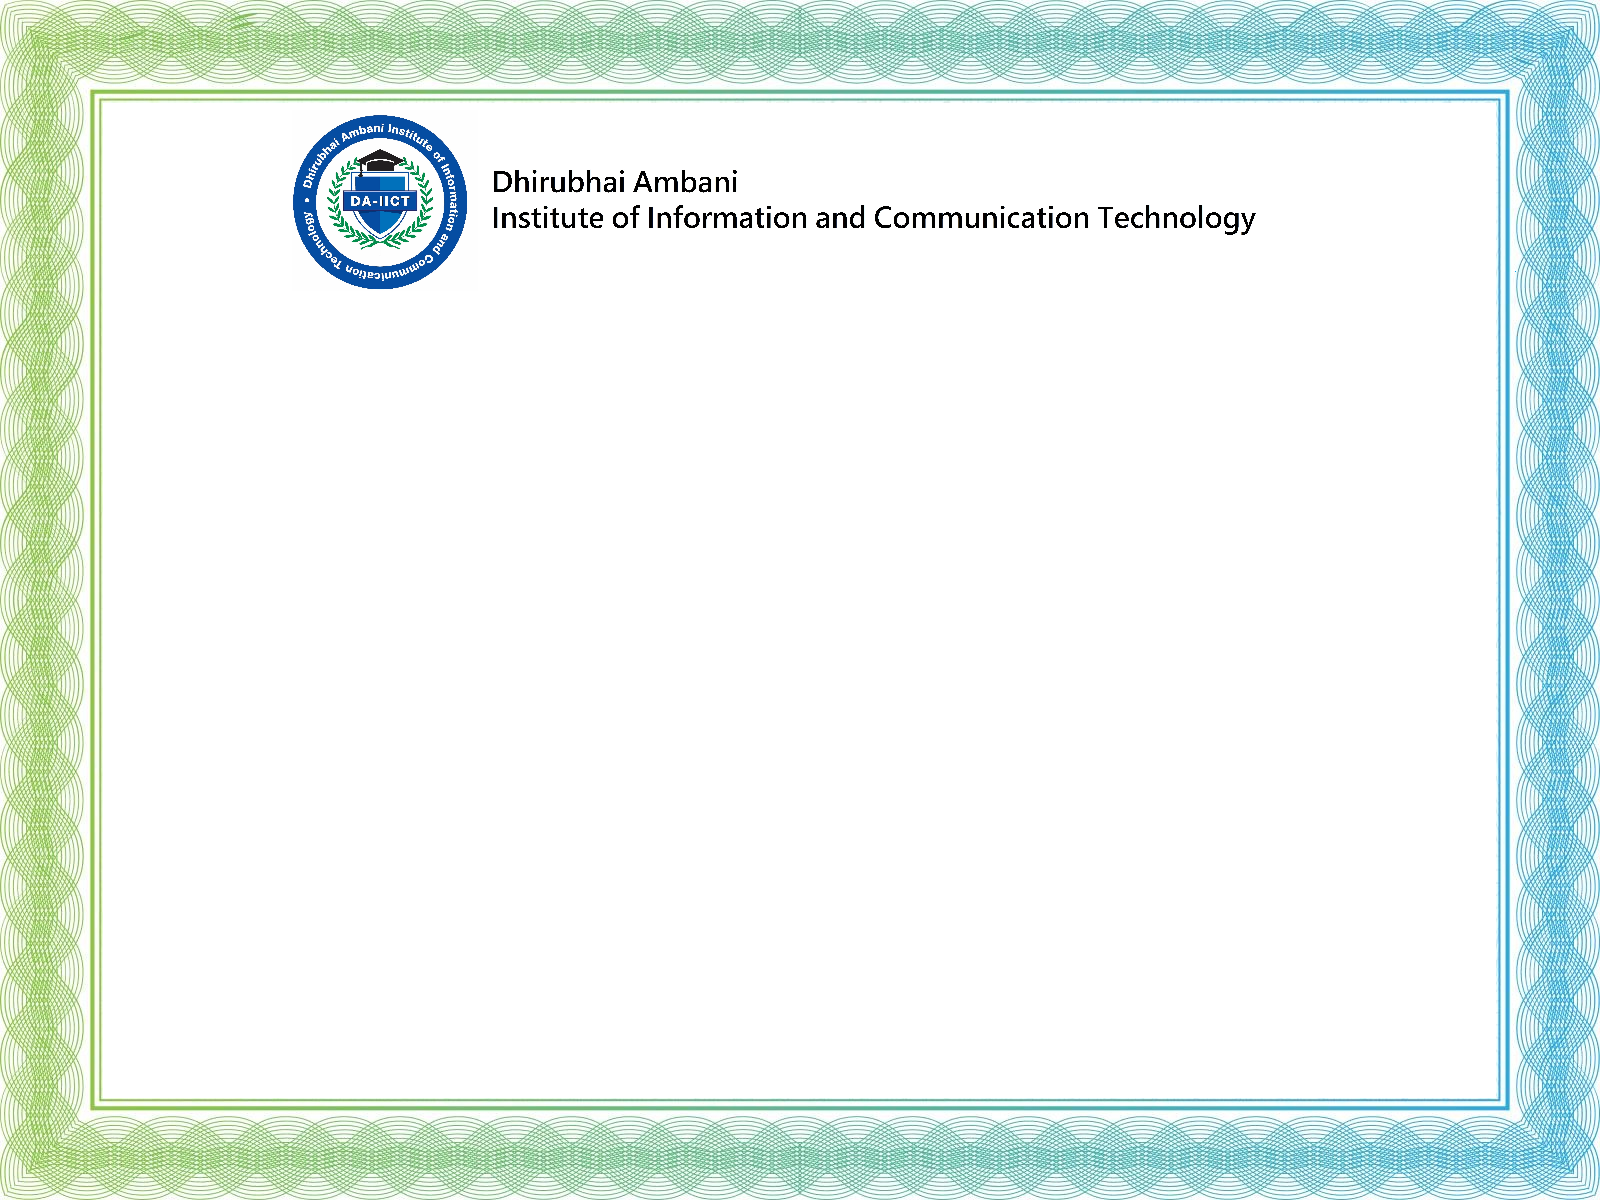 Dhirubhai Ambani Institute of Information and Communication Technology
DA-IICT
Dhirubhai Ambani
Institute of Information and Communication Technology